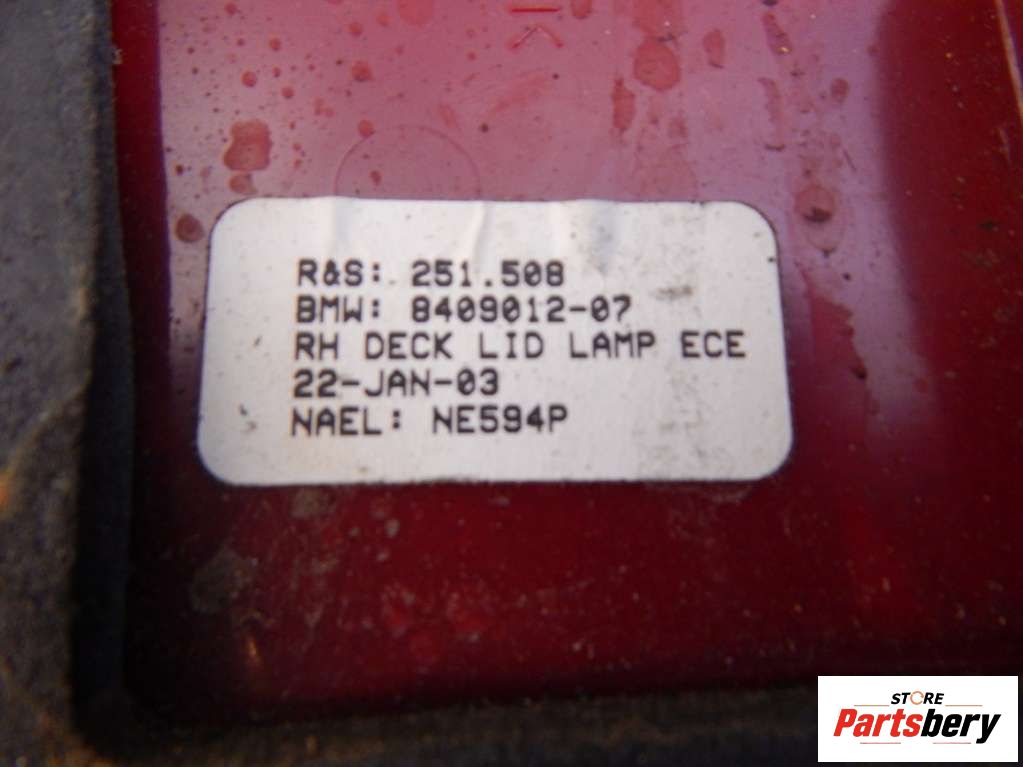 R&S: 251.508
BMW: 8409012-07
RH DECK LID LAMP ECE
22-JAN-03
NAEL: NE594P
STORE
Partsbery